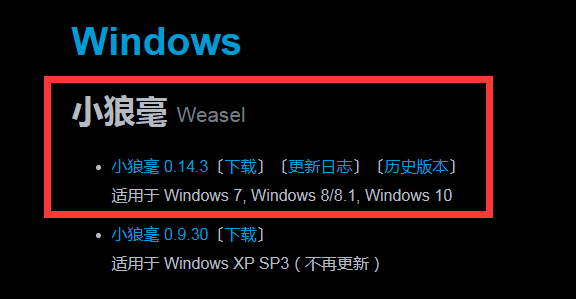 Windows
小狼毫 Weasel
小狼毫 0.14.3〔下载〕〔更新日志〕〔历史版本〕
适用于 Windows 7, Windows 8/8.1, Windows 10
小狼毫 0.9.30〔下载〕
适用于 Windows XP SP3（不再更新）